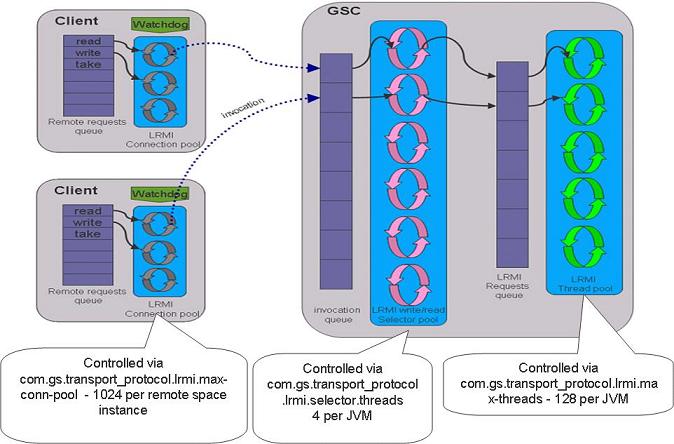 Client
Watchdog
read
write
take
Remote requests
queue
LRMI
Connection pool
Client
Watchdog
read
write
take
Remote requests
queue
LRMI
Connection pool
invocation
GSC
invocation
queue
LRMI write/read
Selector pool
LRMI
Requests
queue
LRMI
Thread pool
Controlled via
com.gs.transport_protocol.lrmi.max-
conn-pool - 1024 per remote space
instance
Controlled via
com.gs.transport_protocol
.lrmi.selector.threads
4 per JVM
Controlled via
com.gs.transport_protocol.lrmi.ma
x-threads - 128 per JVM